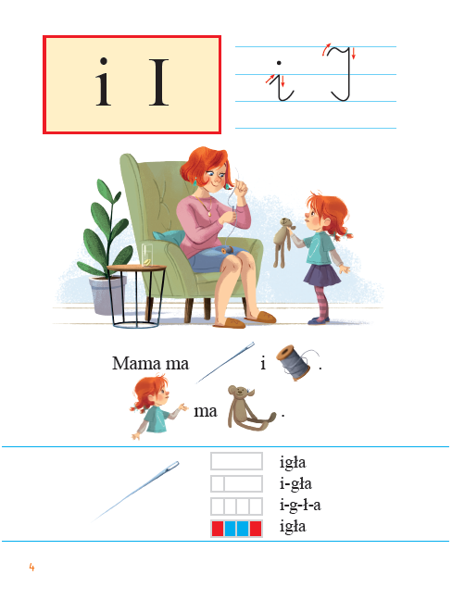 i I
i I
Mama ma i .
ma .
igła
i-gła
i-g-ł-a
igła
4